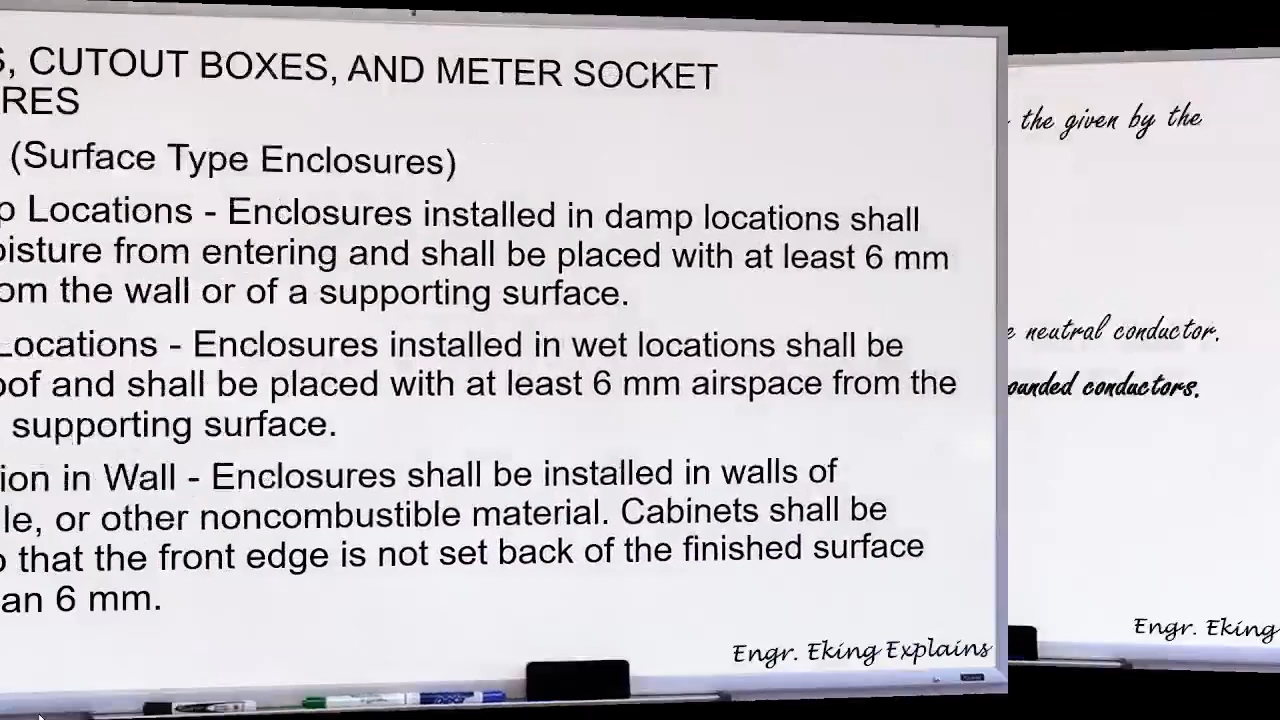 , CUTOUT BOXES, AND METER SOCKET
RES
(Surface Type Enclosures)
p Locations - Enclosures installed in damp locations shall
oisture from entering and shall be placed with at least 6 mm
om the wall or of a supporting surface.
Locations - Enclosures installed in wet locations shall be
oof and shall be placed with at least 6 mm airspace from the
supporting surface.
ion in Wall - Enclosures shall be installed in walls of
le, or other noncombustible material. Cabinets shall be
o that the front edge is not set back of the finished surface
an 6 mm.
Engr. Eking Explains
the given by the
neutral conductor.
ounded conductors.
Engr. Eking